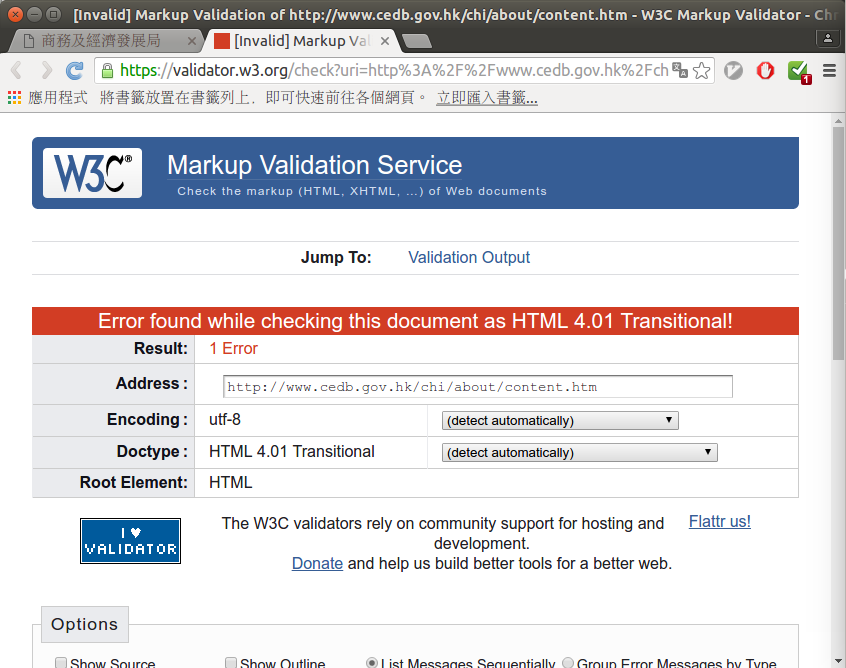 [Invalid] Markup Validation of http://www.cedb.gov.hk/chi/about/content.htm - W3C Markup Validator - Chr
商務及經濟發展局
[Invalid] Markup Val
https://validator.w3.org/check?uri=http%3A%2F%2Fwww.cedb.gov.hk%2Fch
1
應用程式 將書籤放置在書籤列上，即可快速前往各個網頁。 立即匯入書籤...
W3C® Markup Validation Service
Check the markup (HTML, XHTML, …) of Web documents
Jump To: Validation Output
Error found while checking this document as HTML 4.01 Transitional!
Result: 1 Error
Address : http://www.cedb.gov.hk/chi/about/content.htm
Encoding : utf-8 (detect automatically)
Doctype : HTML 4.01 Transitional (detect automatically)
Root Element: HTML
I ♥
VALIDATOR
The W3C validators rely on community support for hosting and
development.
Donate and help us build better tools for a better web.
Flattr us!
Options
Show Source Show Outline List Messages Sequentially Group Error Messages by Type